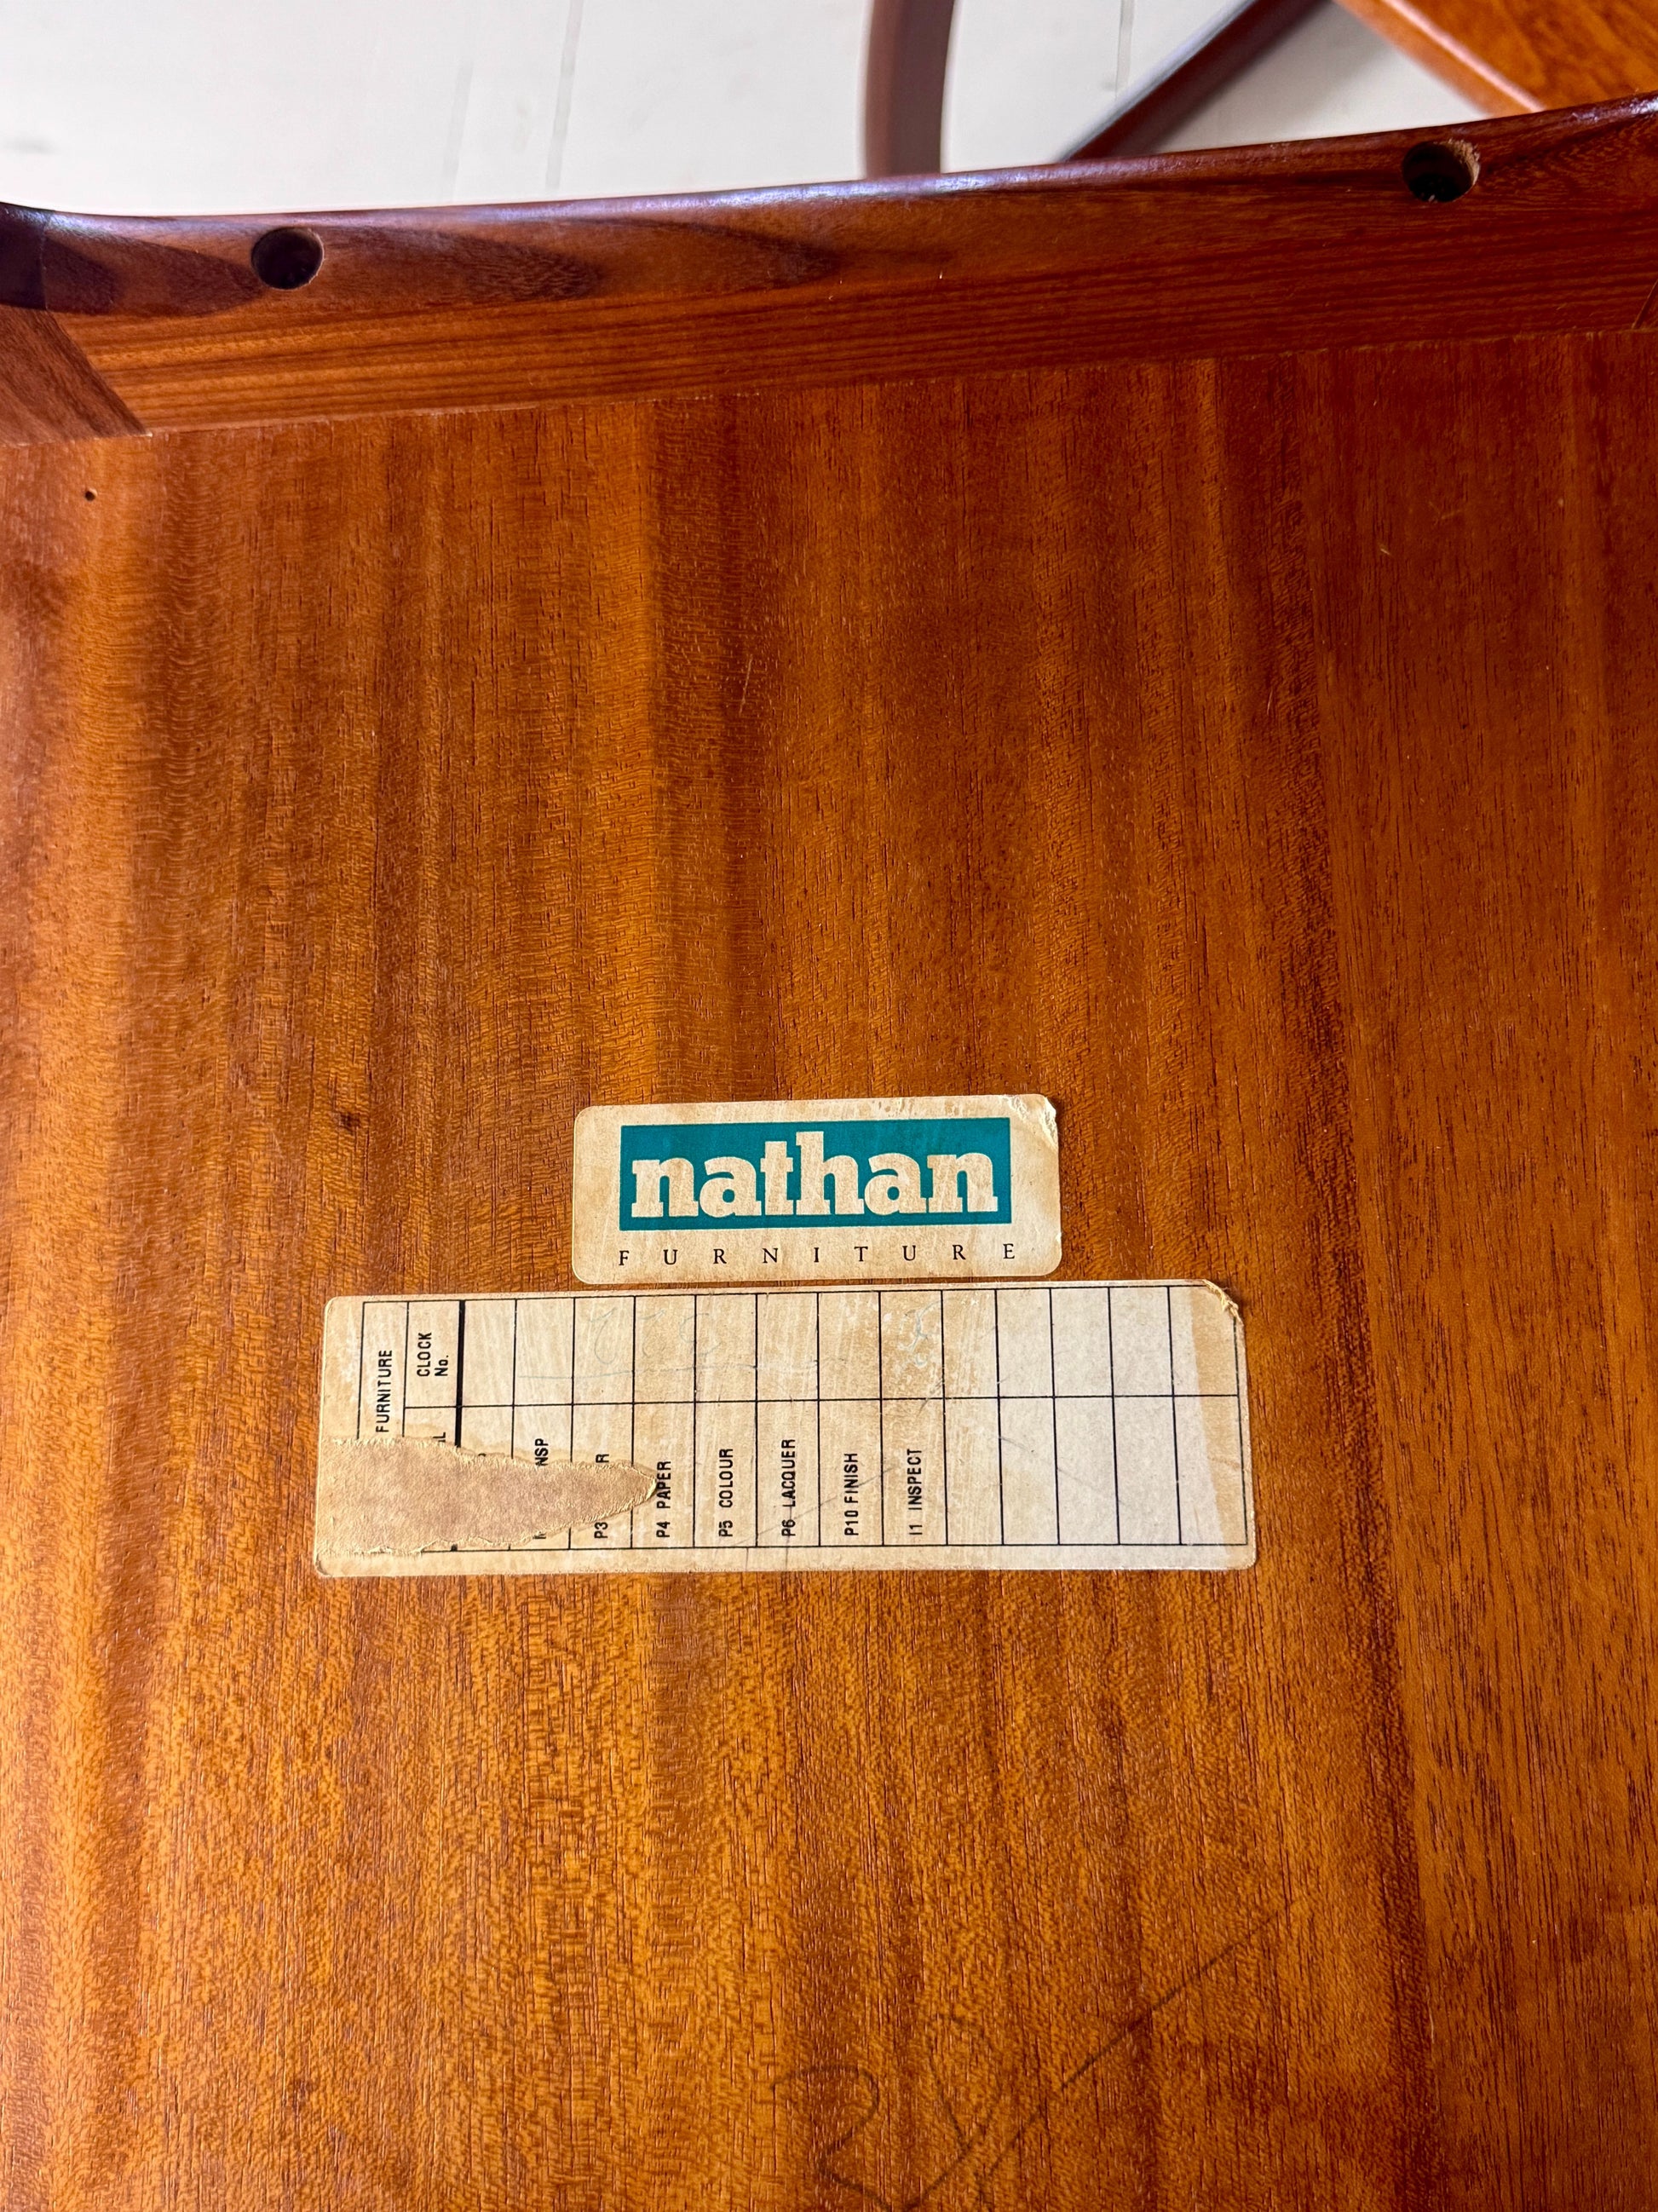 nathan
FURNITURE
FURNITURE
CLOCK
No.
NSP
P3
P4 PAPER
P5 COLOUR
P6 LACQUER
P10 FINISH
I1 INSPECT